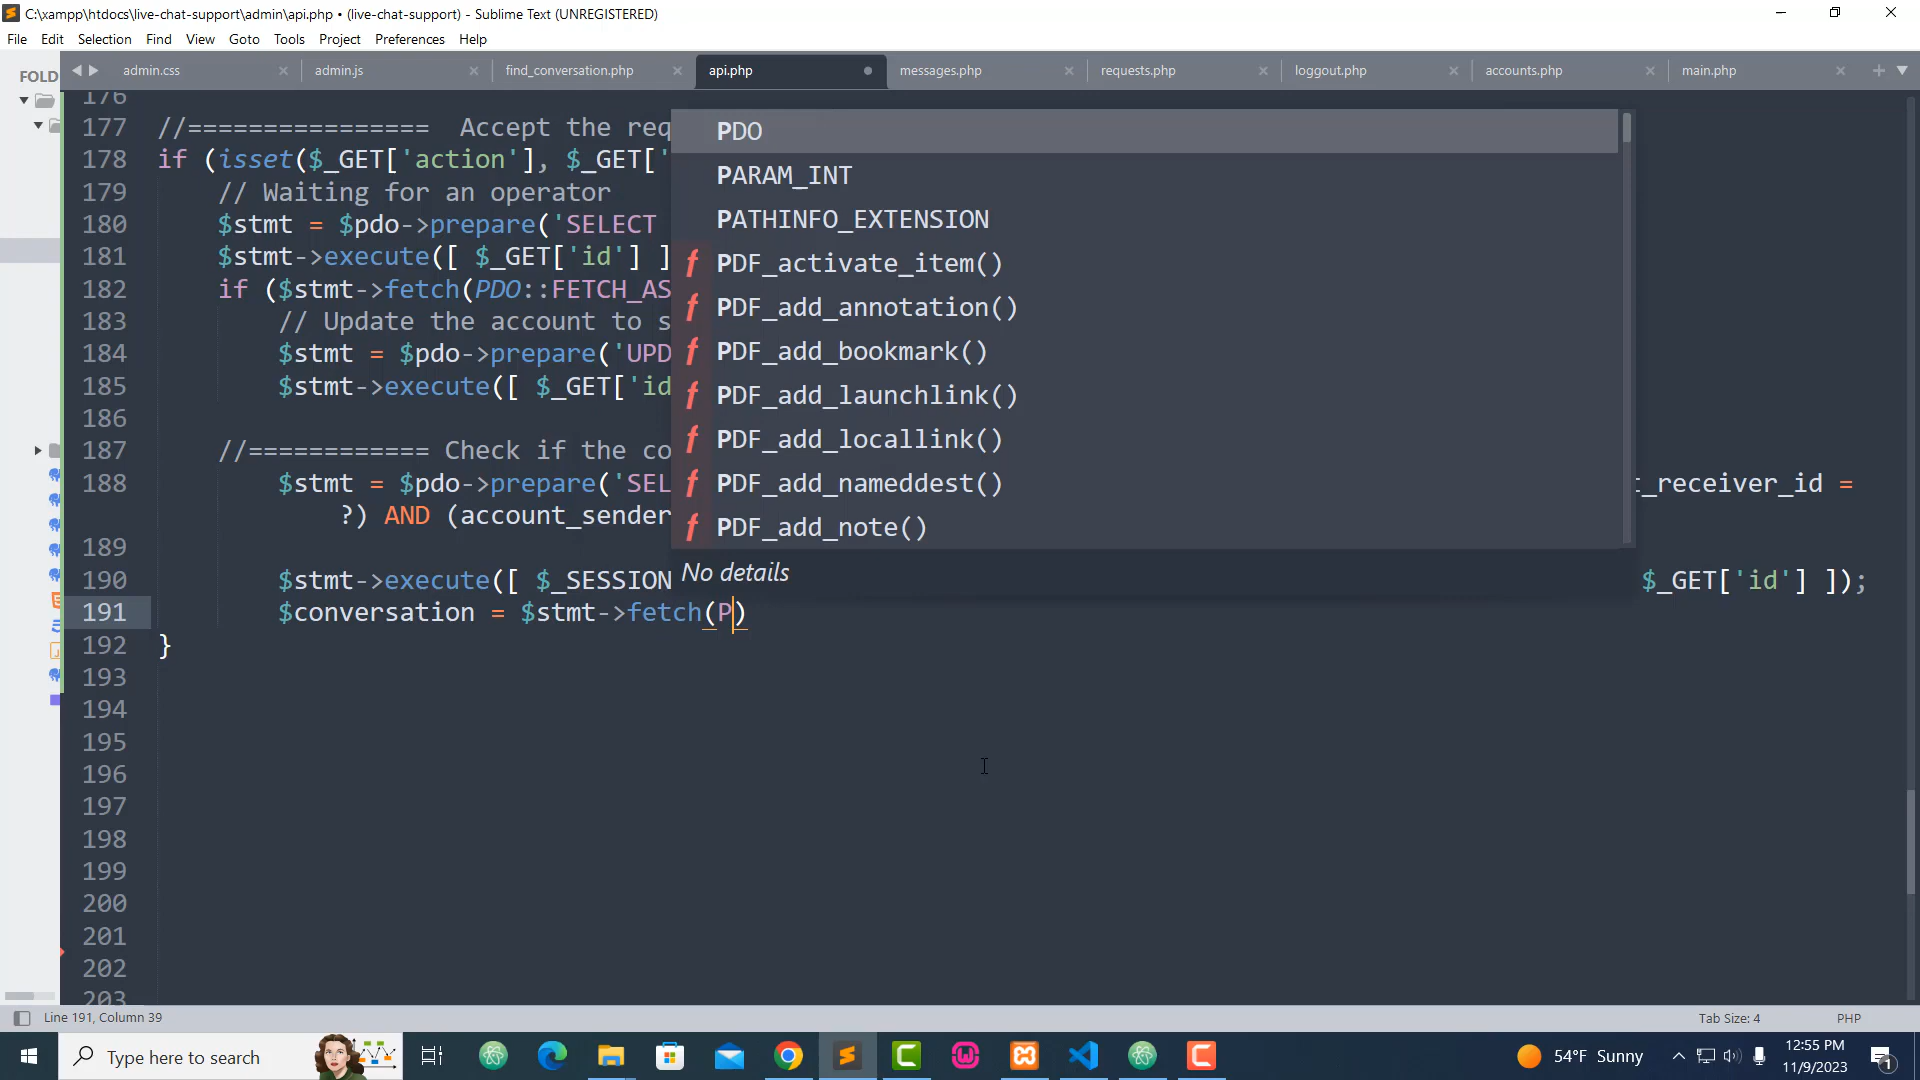 C:\xampp\htdocs\live-chat-support\admin\api.php • (live-chat-support) - Sublime Text (UNREGISTERED)
File Edit Selection Find View Goto Tools Project Preferences Help
FOLD
admin.css admin.js find_conversation.php api.php messages.php requests.php loggout.php accounts.php main.php
176
177 //================ Accept the req
178 if (isset($_GET['action'], $_GET['
179 // Waiting for an operator
180 $stmt = $pdo->prepare('SELECT
181 $stmt->execute([ $_GET['id'] ]
182 if ($stmt->fetch(PDO::FETCH_AS
183 // Update the account to s
184 $stmt = $pdo->prepare('UPD
185 $stmt->execute([ $_GET['id
186
187 //============ Check if the co
188 $stmt = $pdo->prepare('SEL t_receiver_id =
?) AND (account_sender
189
190 $stmt->execute([ $_SESSION $_GET['id'] ]);
191 $conversation = $stmt->fetch(P)
192 }
193
194
195
196
197
198
199
200
201
202
203
PDO
PARAM_INT
PATHINFO_EXTENSION
f PDF_activate_item()
f PDF_add_annotation()
f PDF_add_bookmark()
f PDF_add_launchlink()
f PDF_add_locallink()
f PDF_add_nameddest()
f PDF_add_note()
No details
Line 191, Column 39 Tab Size: 4 PHP
Type here to search 54°F Sunny 12:55 PM
11/9/2023 1